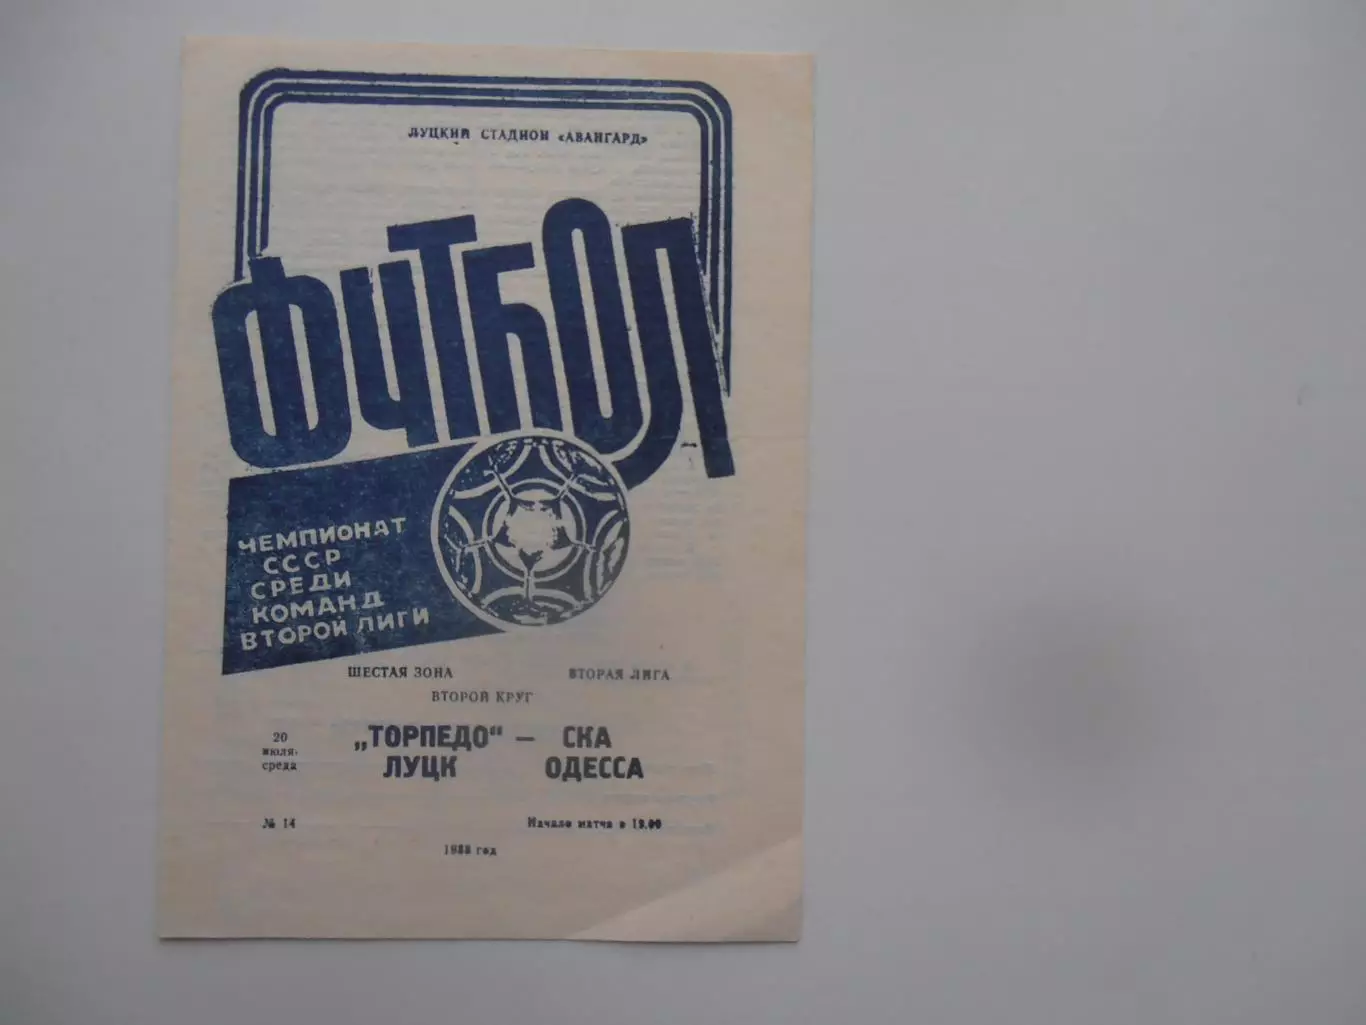 ЛУЦКИЙ СТАДИОН «АВАНГАРД»
ФУТБОЛ
ЧЕМПИОНАТ
СССР
СРЕДИ
КОМАНД
ВТОРОЙ ЛИГИ
ШЕСТАЯ ЗОНА ВТОРАЯ ЛИГА
ВТОРОЙ КРУГ
20
июля,
среда
„ТОРПЕДО“ — СКА
ЛУЦК ОДЕССА
№ 14 Начало матча в 19.00
1988 год